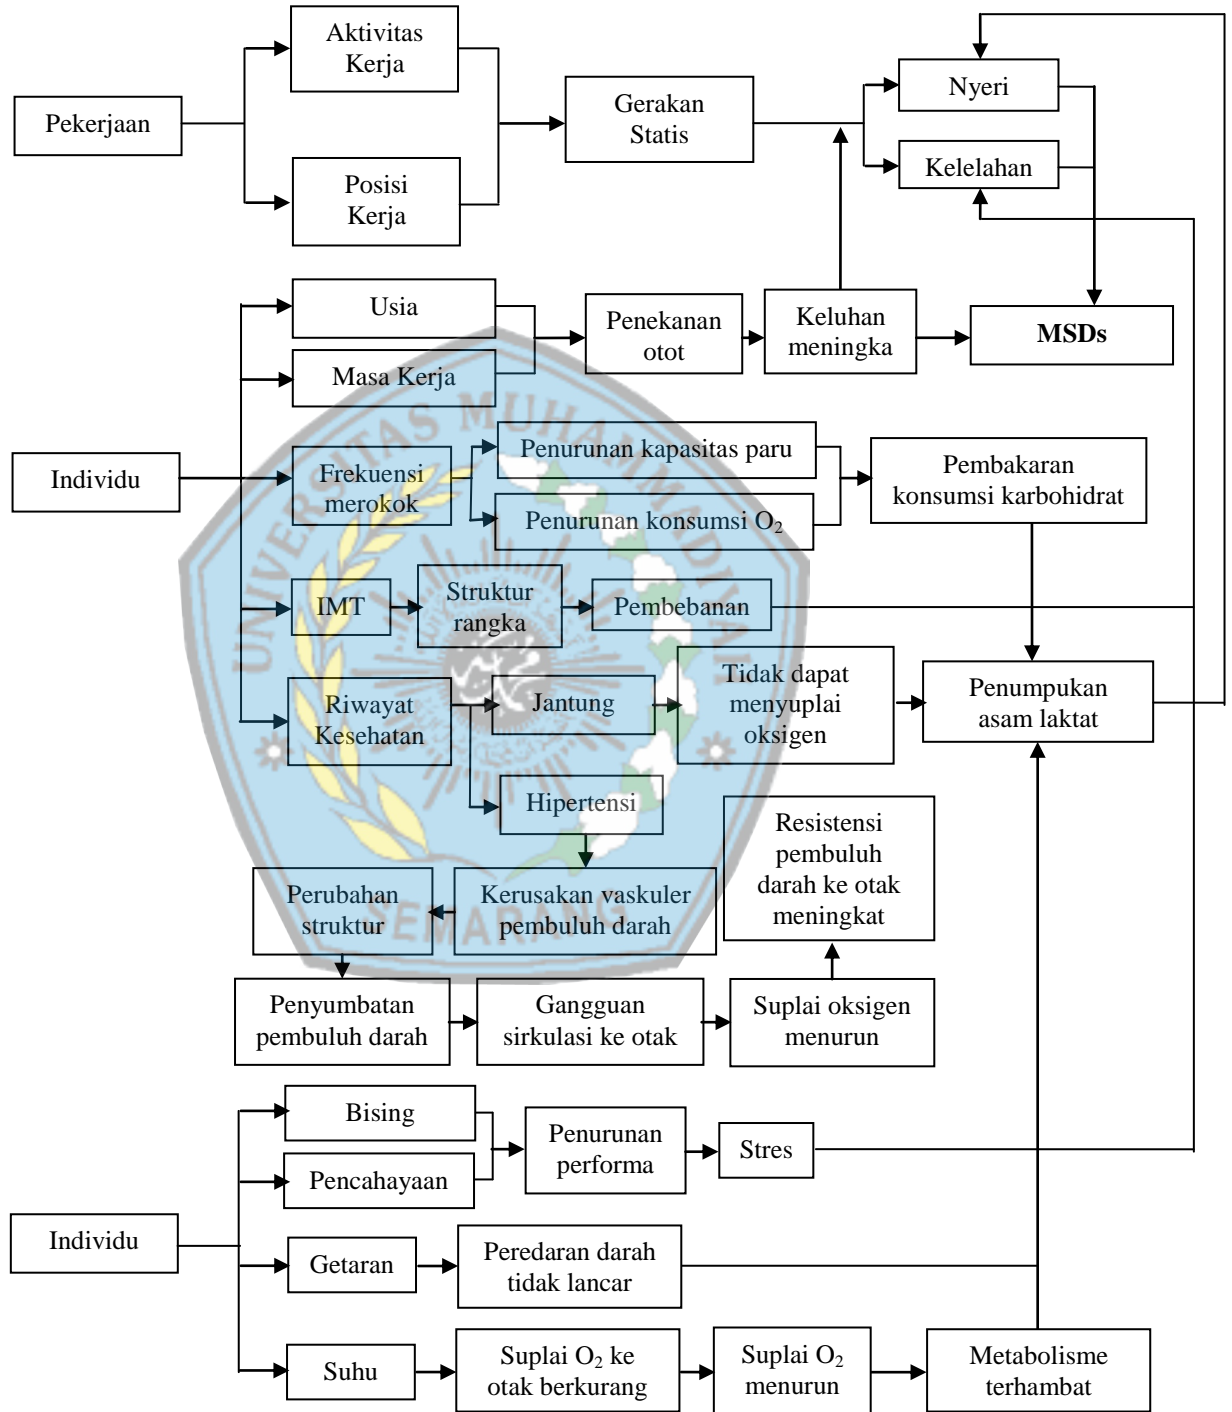 Aktivitas
Kerja
Pekerjaan
Posisi
Kerja
Gerakan
Statis
Nyeri
Kelelahan
Usia
Masa Kerja
Penekanan
otot
Keluhan
meningka
MSDs
Individu
Frekuensi
merokok
Penurunan kapasitas paru
Penurunan konsumsi O₂
Pembakaran
konsumsi karbohidrat
IMT
Struktur
rangka
Pembebanan
Riwayat
Kesehatan
Jantung
Tidak dapat
menyuplai
oksigen
Penumpukan
asam laktat
Hipertensi
Kerusakan vaskuler
pembuluh darah
Perubahan
struktur
Penyumbatan
pembuluh darah
Gangguan
sirkulasi ke otak
Suplai oksigen
menurun
Resistensi
pembuluh
darah ke otak
meningkat
Individu
Bising
Pencahayaan
Penurunan
performa
Stres
Getaran
Peredaran darah
tidak lancar
Suhu
Suplai O₂ ke
otak berkurang
Suplai O₂
menurun
Metabolisme
terhambat
UNIVERSITAS MUHAMMADIYAH
SEMARANG